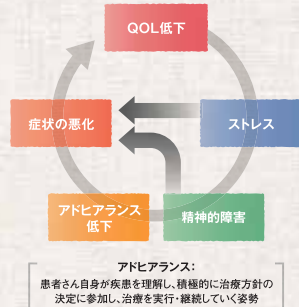 QOL低下
症状の悪化
ストレス
アドヒアランス
低下
精神的障害
アドヒアランス：
患者さん自身が疾患を理解し、積極的に治療方針の
決定に参加し、治療を実行・継続していく姿勢